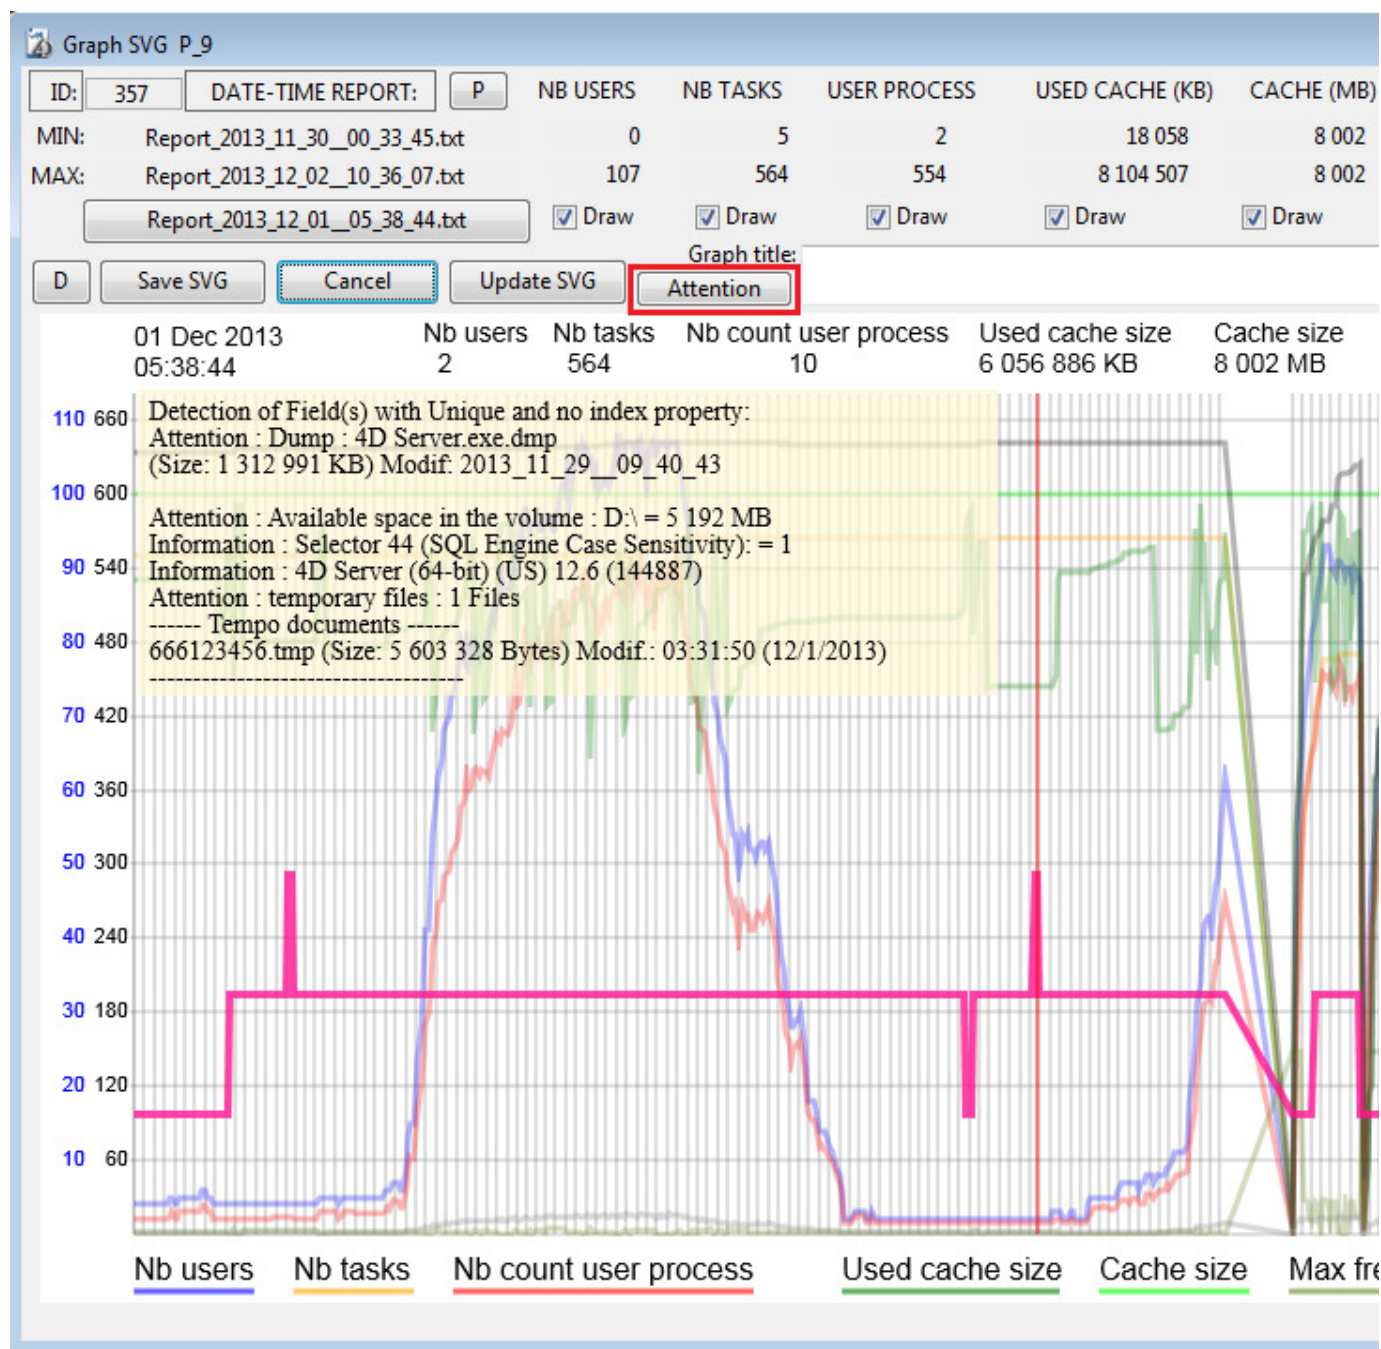 Graph SVG P_9
ID: 357 DATE-TIME REPORT: P NB USERS NB TASKS USER PROCESS USED CACHE (KB) CACHE (MB)
MIN: Report_2013_11_30__00_33_45.txt 0 5 2 18 058 8 002
MAX: Report_2013_12_02__10_36_07.txt 107 564 554 8 104 507 8 002
Report_2013_12_01__05_38_44.txt Draw Draw Draw Draw Draw
Graph title:
D Save SVG Cancel Update SVG Attention
01 Dec 2013 Nb users Nb tasks Nb count user process Used cache size Cache size
05:38:44 2 564 10 6 056 886 KB 8 002 MB
110 660
Detection of Field(s) with Unique and no index property:
Attention : Dump : 4D Server.exe.dmp
(Size: 1 312 991 KB) Modif: 2013_11_29__09_40_43
100 600
Attention : Available space in the volume : D:\ = 5 192 MB
Information : Selector 44 (SQL Engine Case Sensitivity): = 1
90 540
Information : 4D Server (64-bit) (US) 12.6 (144887)
Attention : temporary files : 1 Files
------ Tempo documents ------
80 480
666123456.tmp (Size: 5 603 328 Bytes) Modif.: 03:31:50 (12/1/2013)
-----------------------------------
70 420
60 360
50 300
40 240
30 180
20 120
10 60
Nb users Nb tasks Nb count user process Used cache size Cache size Max fre